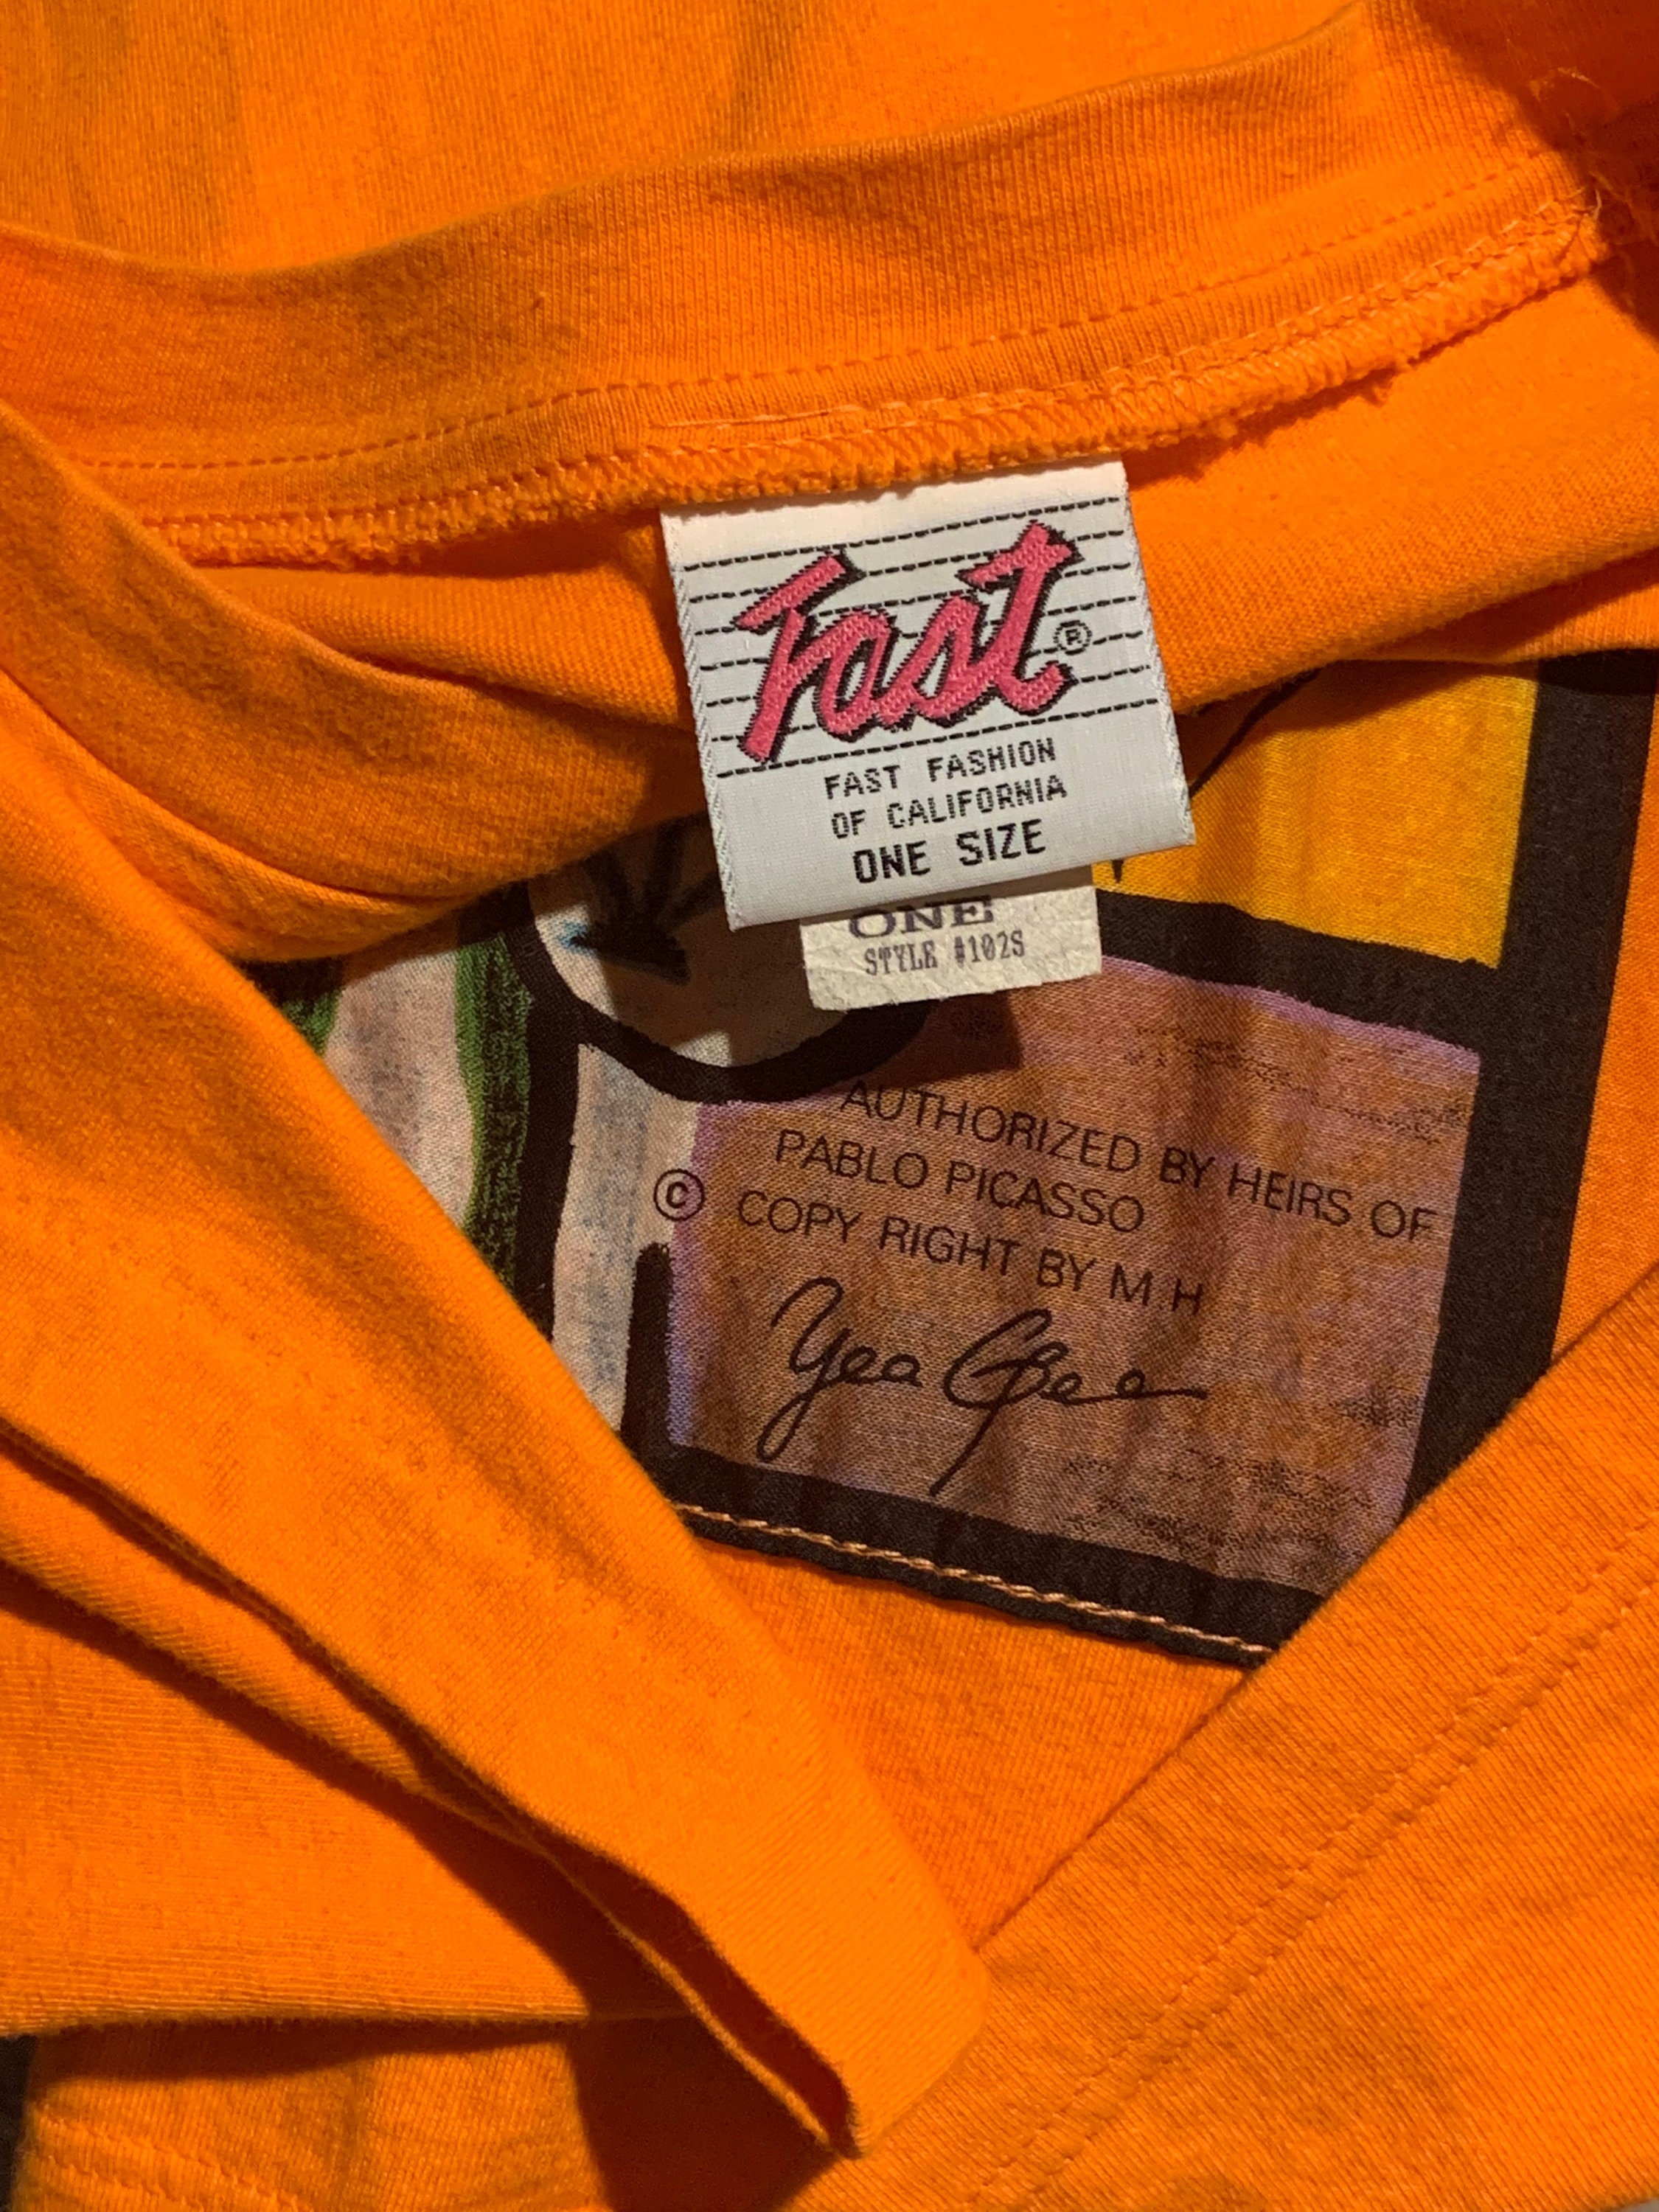 Fast®
FAST FASHION
OF CALIFORNIA
ONE SIZE
ONE
STYLE #102S
AUTHORIZED BY HEIRS OF
PABLO PICASSO
© COPY RIGHT BY M.H